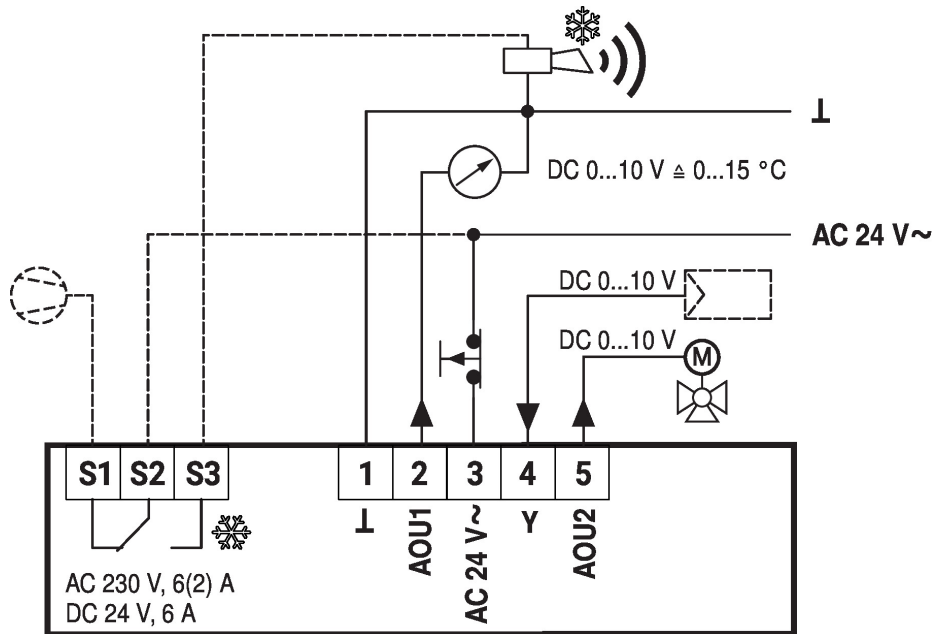 ⊥
DC 0...10 V ≙ 0...15 °C
AC 24 V~
DC 0...10 V
DC 0...10 V
M
S1 S2 S3 1 2 3 4 5
⊥ AOU1 AC 24 V~ Y AOU2
AC 230 V, 6(2) A
DC 24 V, 6 A